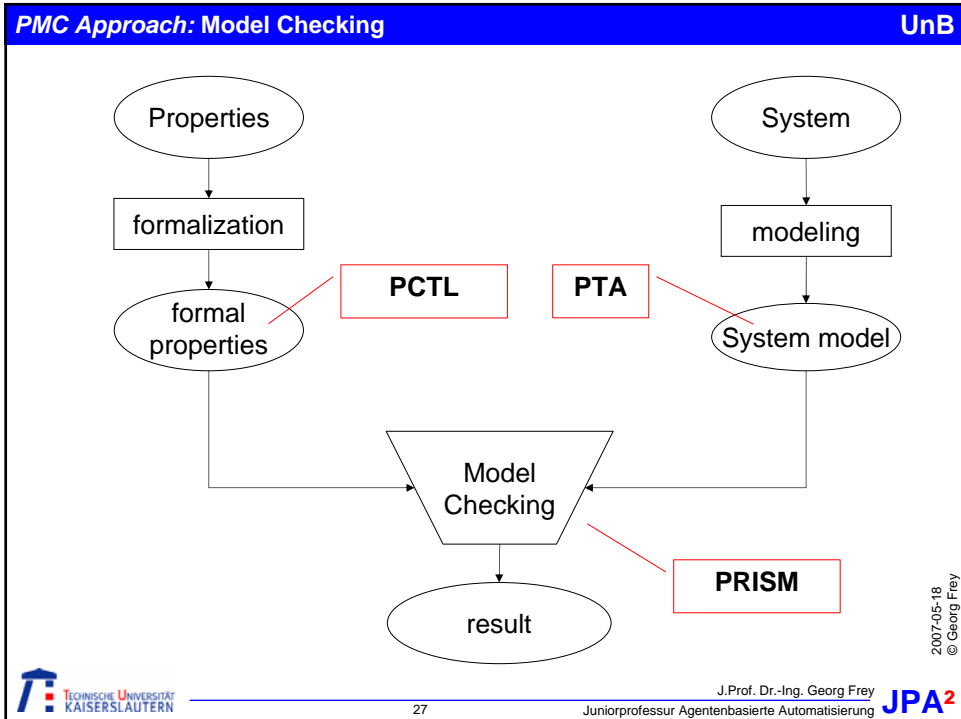 PMC Approach: Model Checking
UnB
Properties
System
formalization
modeling
PCTL
PTA
formal
properties
System model
Model
Checking
PRISM
result
2007-05-18
© Georg Frey
TECHNISCHE UNIVERSITÄT
KAISERSLAUTERN
27
J.Prof. Dr.-Ing. Georg Frey
Juniorprofessur Agentenbasierte Automatisierung
JPA²